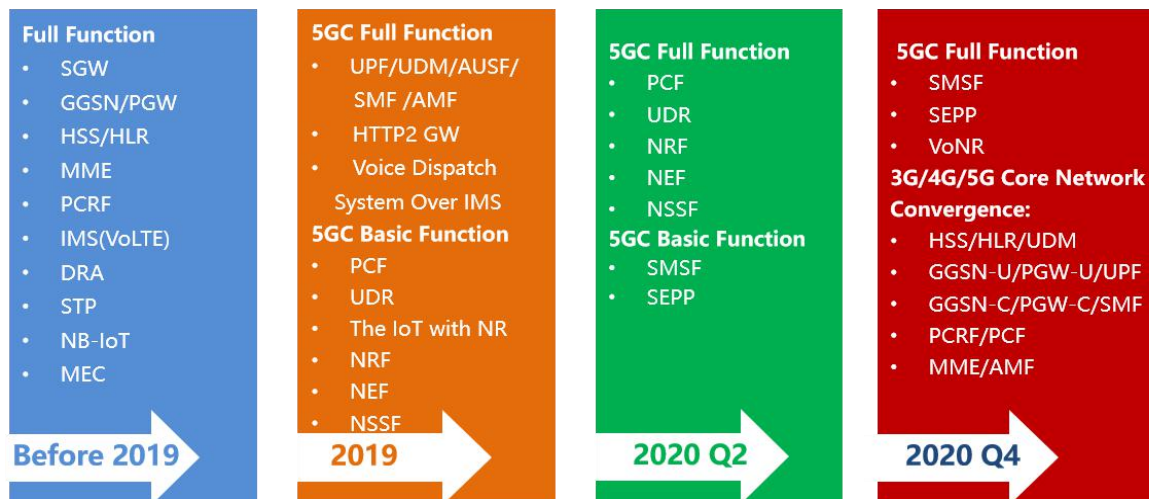 Full Function
• SGW
• GGSN/PGW
• HSS/HLR
• MME
• PCRF
• IMS(VoLTE)
• DRA
• STP
• NB-IoT
• MEC
Before 2019
5GC Full Function
• UPF/UDM/AUSF/
SMF /AMF
• HTTP2 GW
• Voice Dispatch
System Over IMS
5GC Basic Function
• PCF
• UDR
• The IoT with NR
• NRF
• NEF
• NSSF
2019
5GC Full Function
• PCF
• UDR
• NRF
• NEF
• NSSF
5GC Basic Function
• SMSF
• SEPP
2020 Q2
5GC Full Function
• SMSF
• SEPP
• VoNR
3G/4G/5G Core Network
Convergence:
• HSS/HLR/UDM
• GGSN-U/PGW-U/UPF
• GGSN-C/PGW-C/SMF
• PCRF/PCF
• MME/AMF
2020 Q4